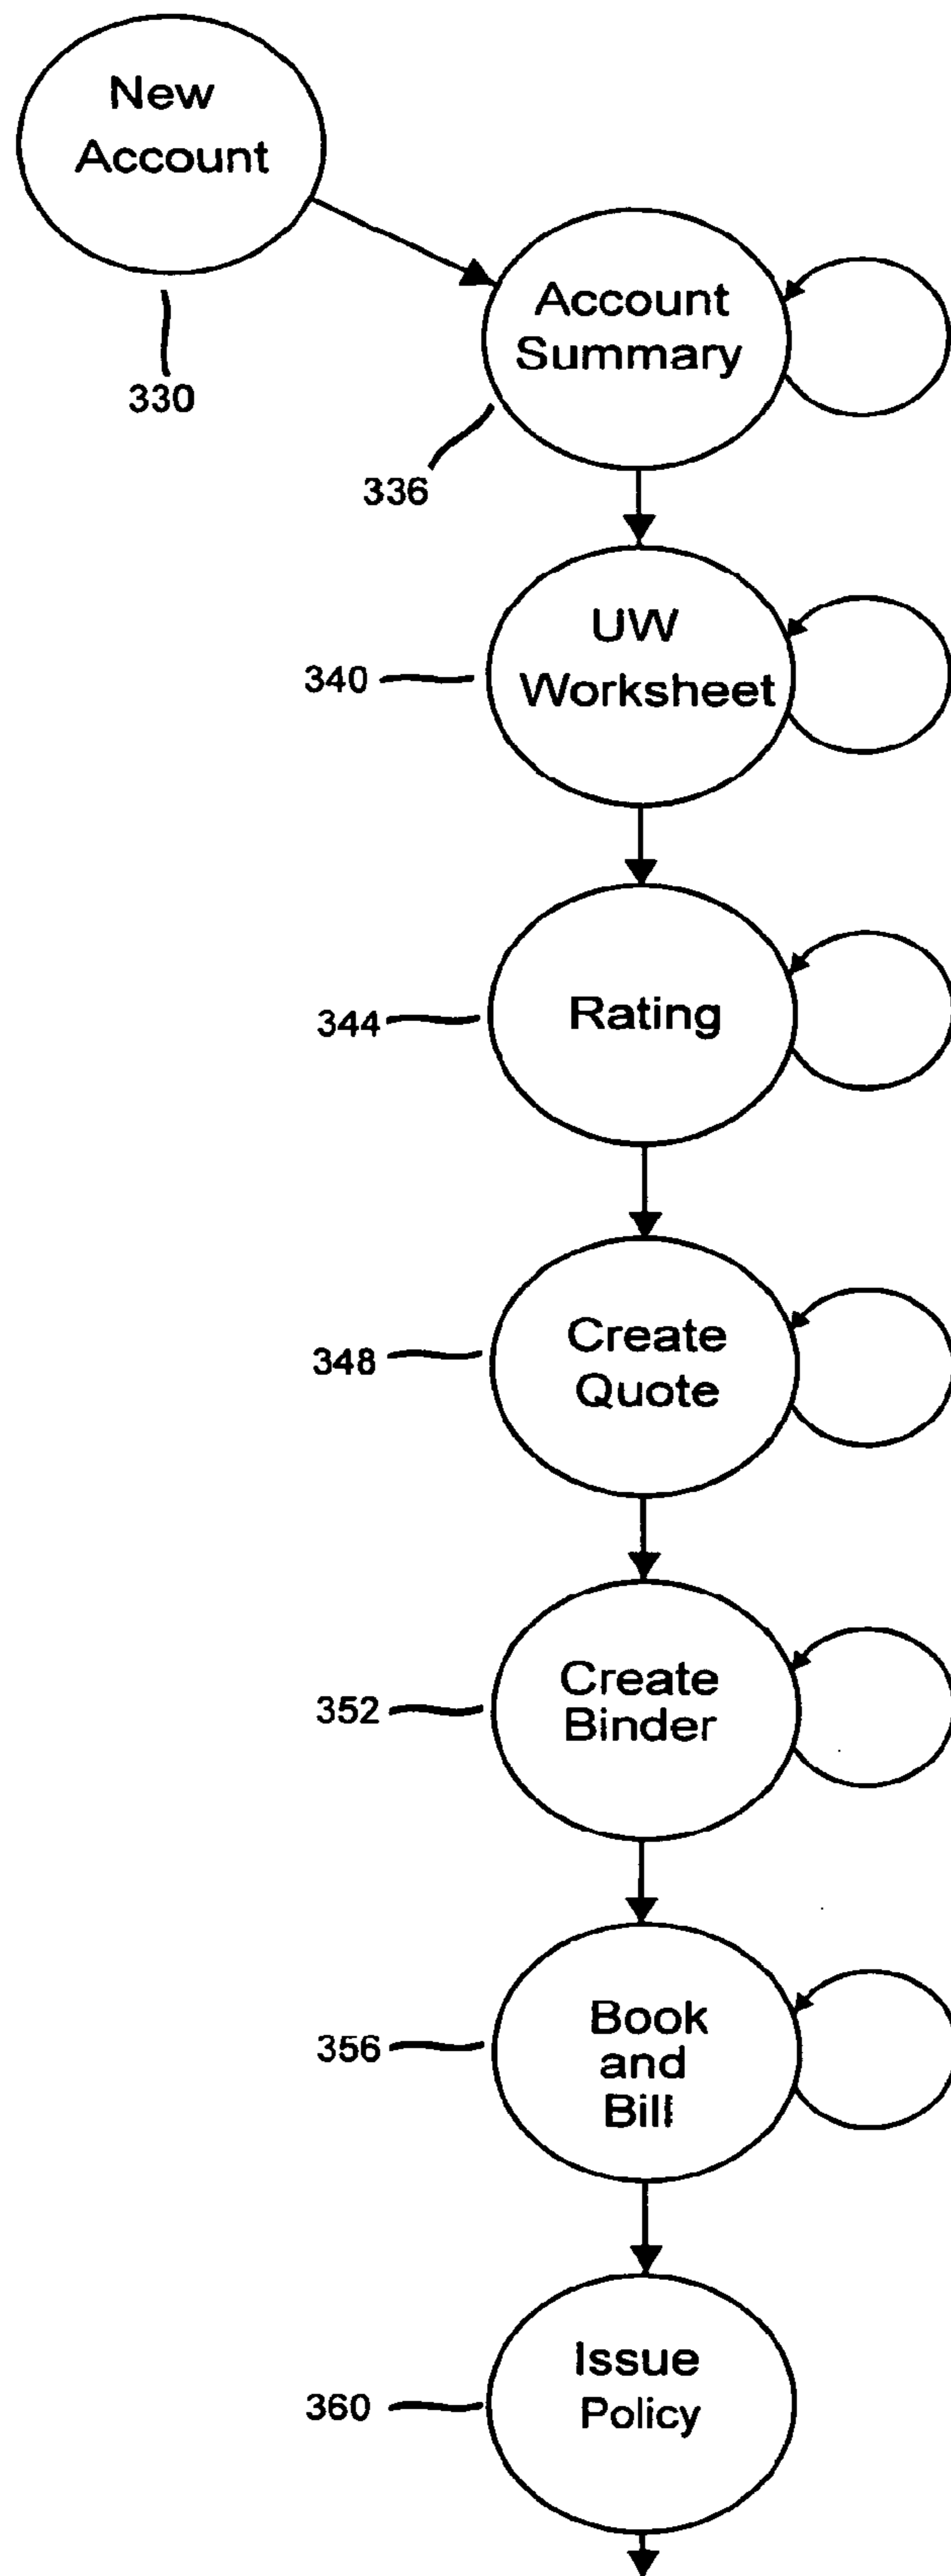 New
Account
330
Account
Summary
336
UW
Worksheet
340
Rating
344
Create
Quote
348
Create
Binder
352
Book
and
Bill
356
Issue
Policy
360